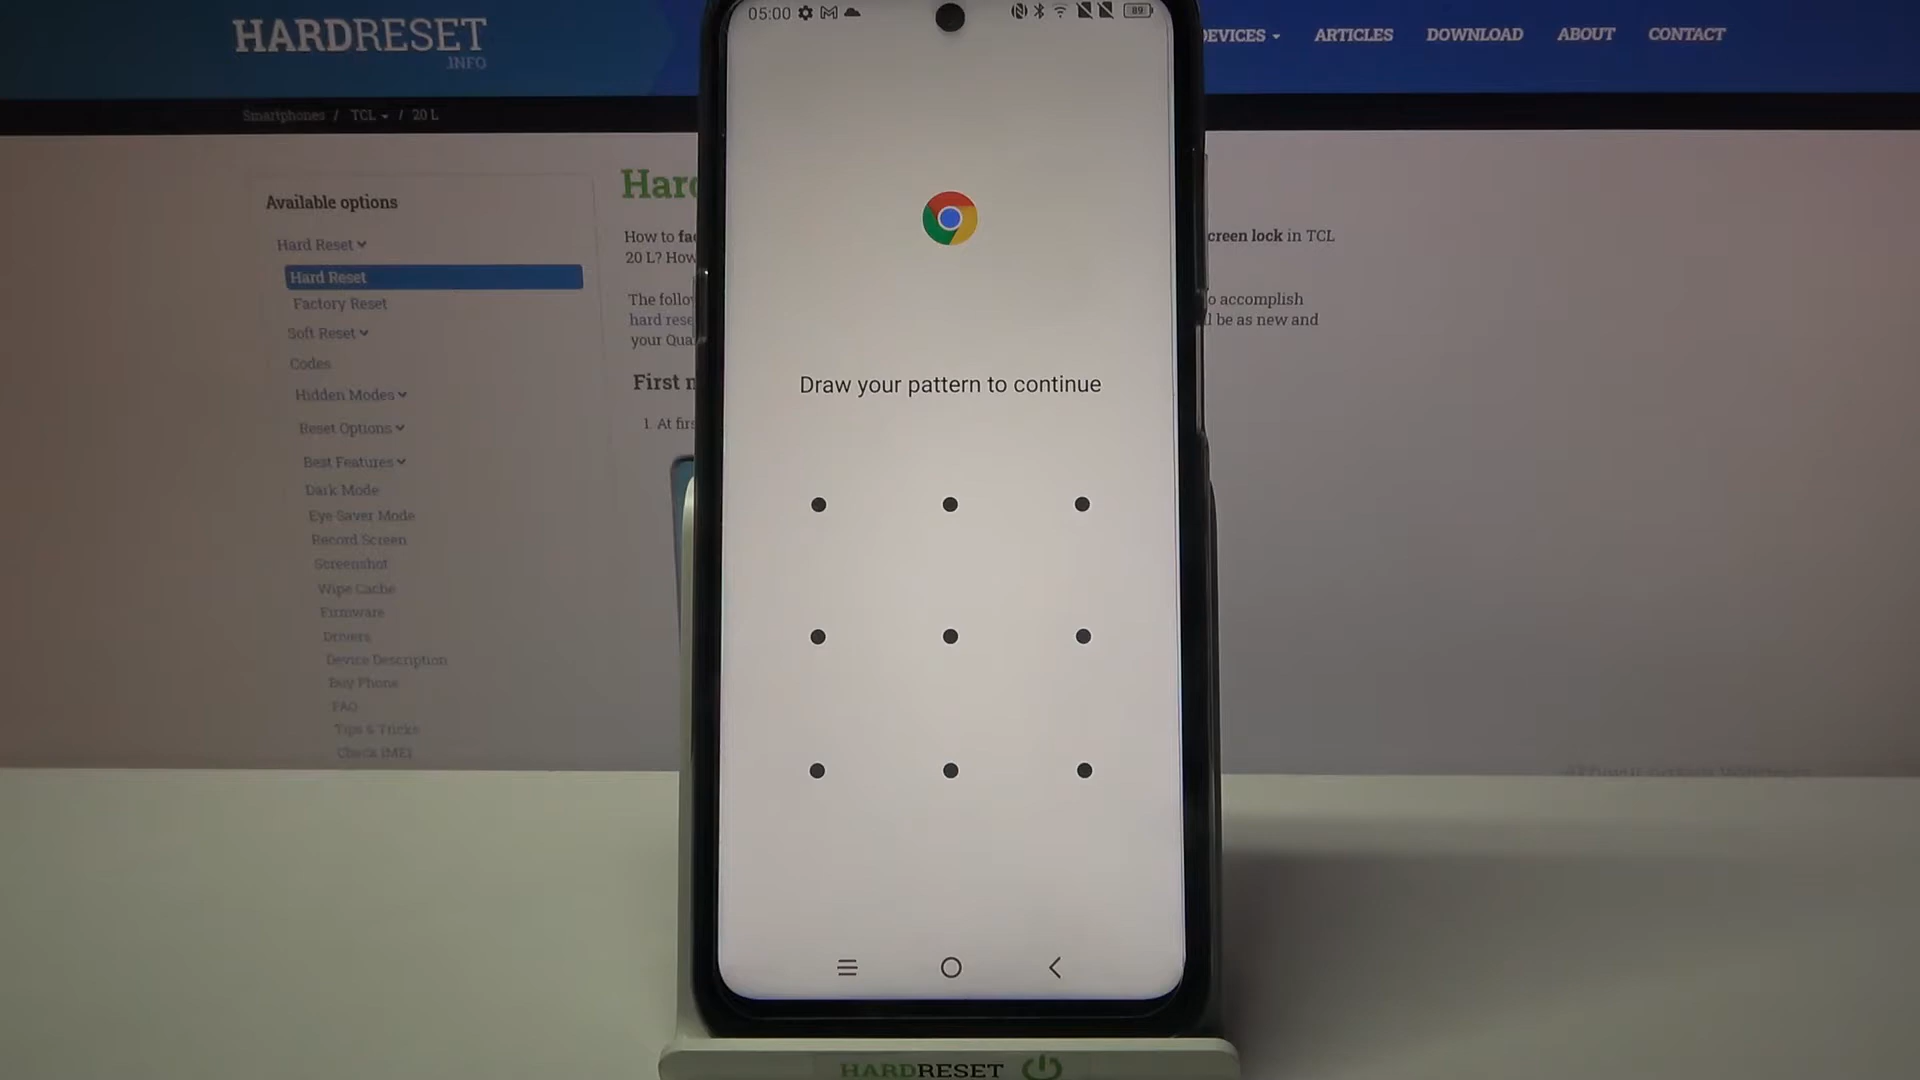 HARDRESET
.INFO
DEVICES
ARTICLES
DOWNLOAD
ABOUT
CONTACT
Smartphones / TCL / 20 L
Available options
Hard Reset
Hard Reset
Factory Reset
Soft Reset
Codes
Hidden Modes
Reset Options
Best Features
Dark Mode
Eye Saver Mode
Record Screen
Screenshot
Wipe Cache
Firmware
Drivers
Device Description
Buy Phone
FAQ
Tips & Tricks
Check IMEI
Hard
How to fa
20 L? How
The follo
hard rese
your Qua
First m
1. At firs
creen lock in TCL
o accomplish
l be as new and
05:00
89
Draw your pattern to continue
HARDRESET